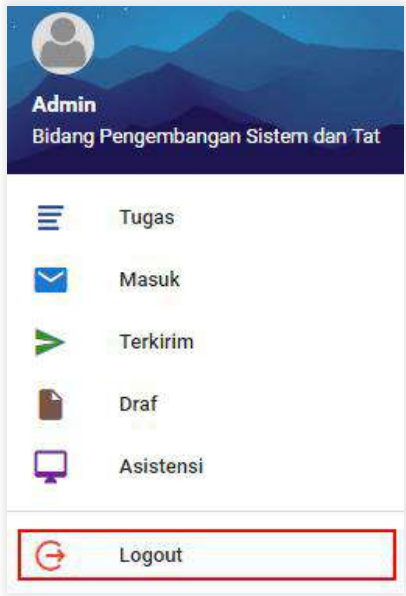 Admin
Bidang Pengembangan Sistem dan Tat
Tugas
Masuk
Terkirim
Draf
Asistensi
Logout